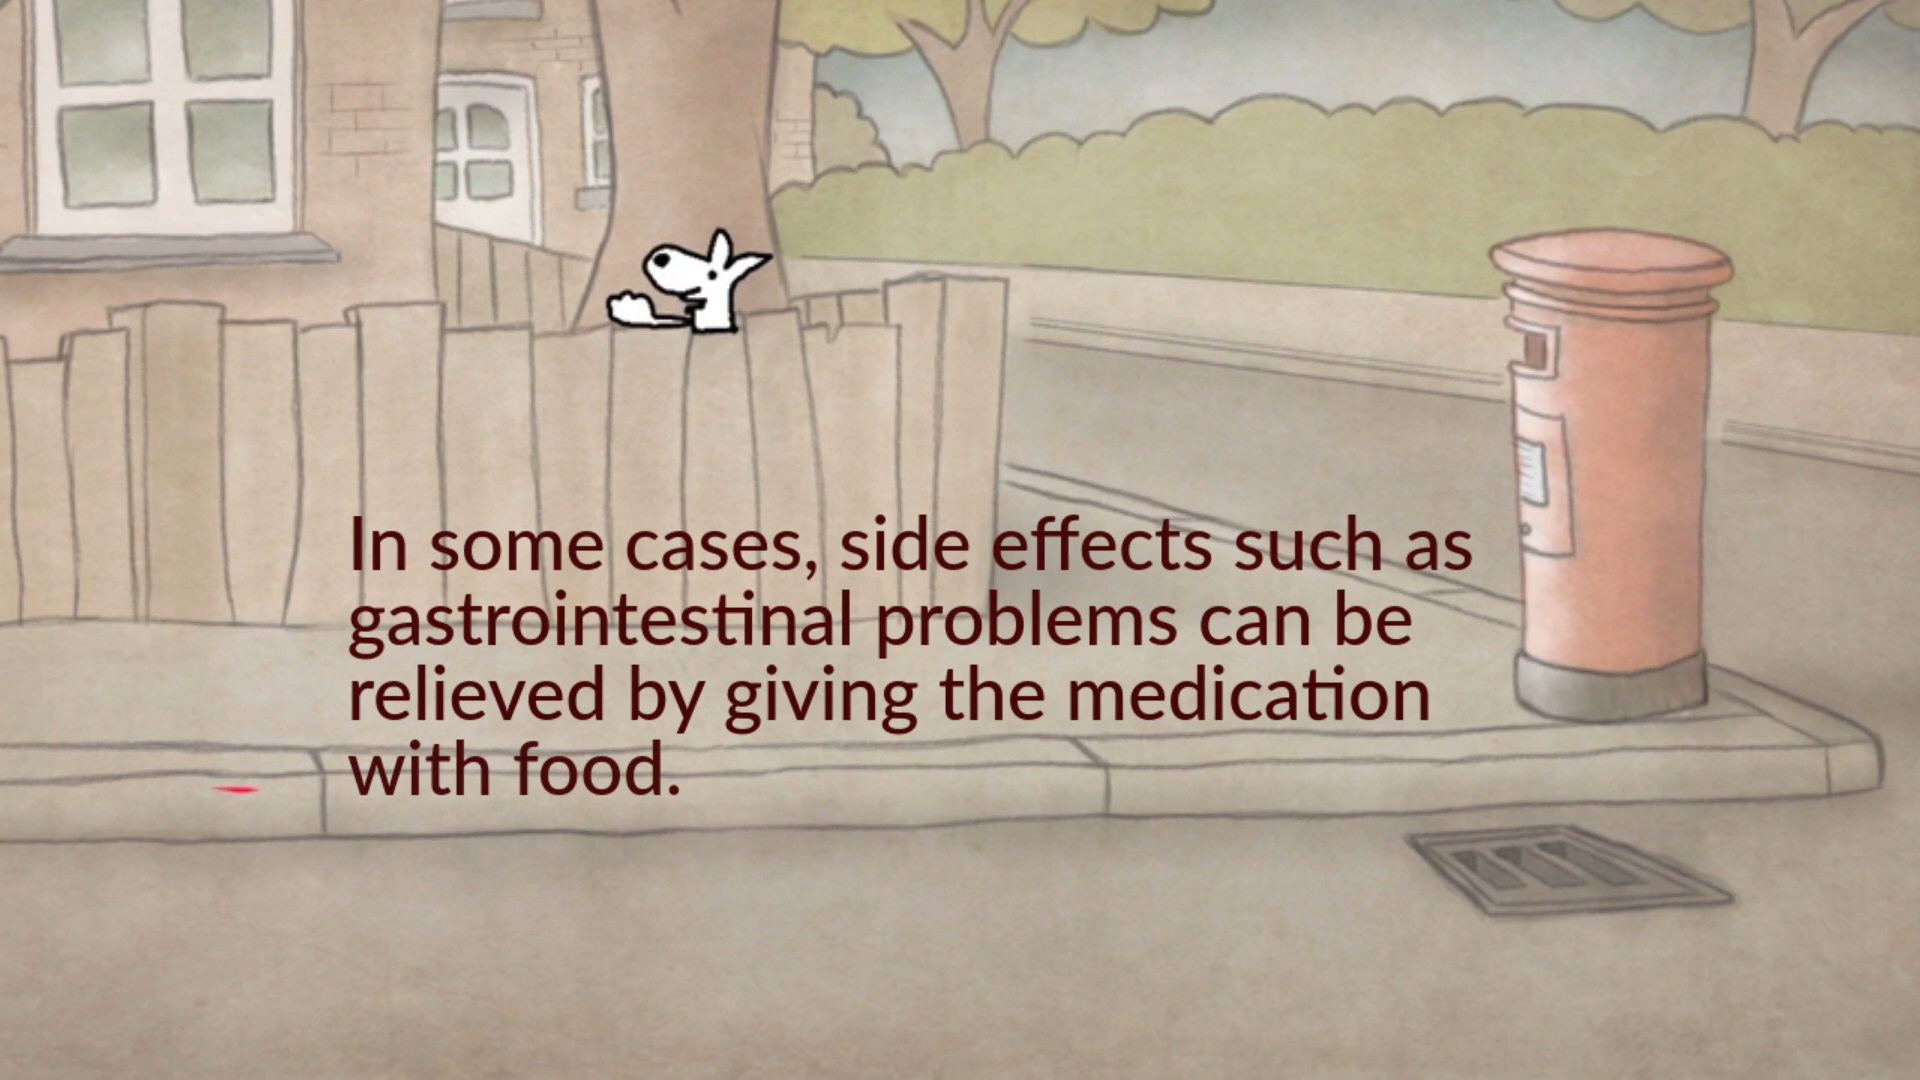 In some cases, side effects such as
gastrointestinal problems can be
relieved by giving the medication
with food.